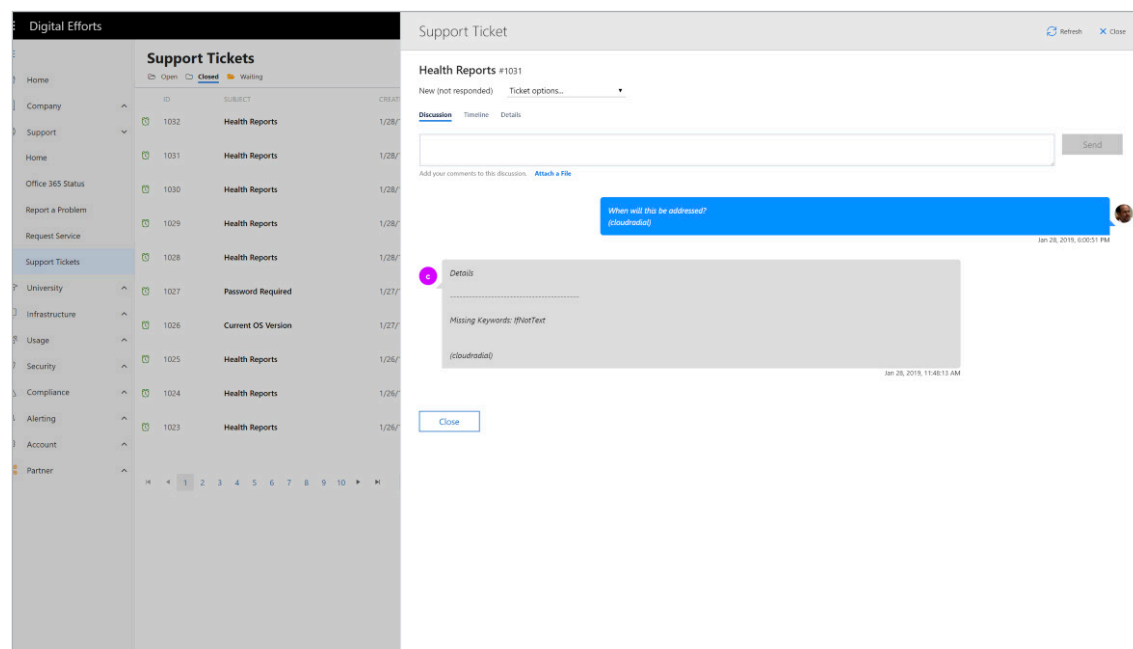 Digital Efforts
Home
Company
Support
Home
Office 365 Status
Report a Problem
Request Service
Support Tickets
University
Infrastructure
Usage
Security
Compliance
Alerting
Account
Partner
Support Tickets
Open Closed Waiting
ID SUBJECT CREAT
1032 Health Reports 1/28/
1031 Health Reports 1/28/
1030 Health Reports 1/28/
1029 Health Reports 1/28/
1028 Health Reports 1/28/
1027 Password Required 1/27/
1026 Current OS Version 1/27/
1025 Health Reports 1/26/
1024 Health Reports 1/26/
1023 Health Reports 1/26/
1 2 3 4 5 6 7 8 9 10
Support Ticket
Refresh Close
Health Reports #1031
New (not responded) Ticket options...
Discussion Timeline Details
Send
Add your comments to this discussion. Attach a File
When will this be addressed?
(cloudradial)
Jan 28, 2019, 6:00:51 PM
c
Details
-------------------------------------------
Missing Keywords: IfNotText
(cloudradial)
Jan 28, 2019, 11:48:13 AM
Close